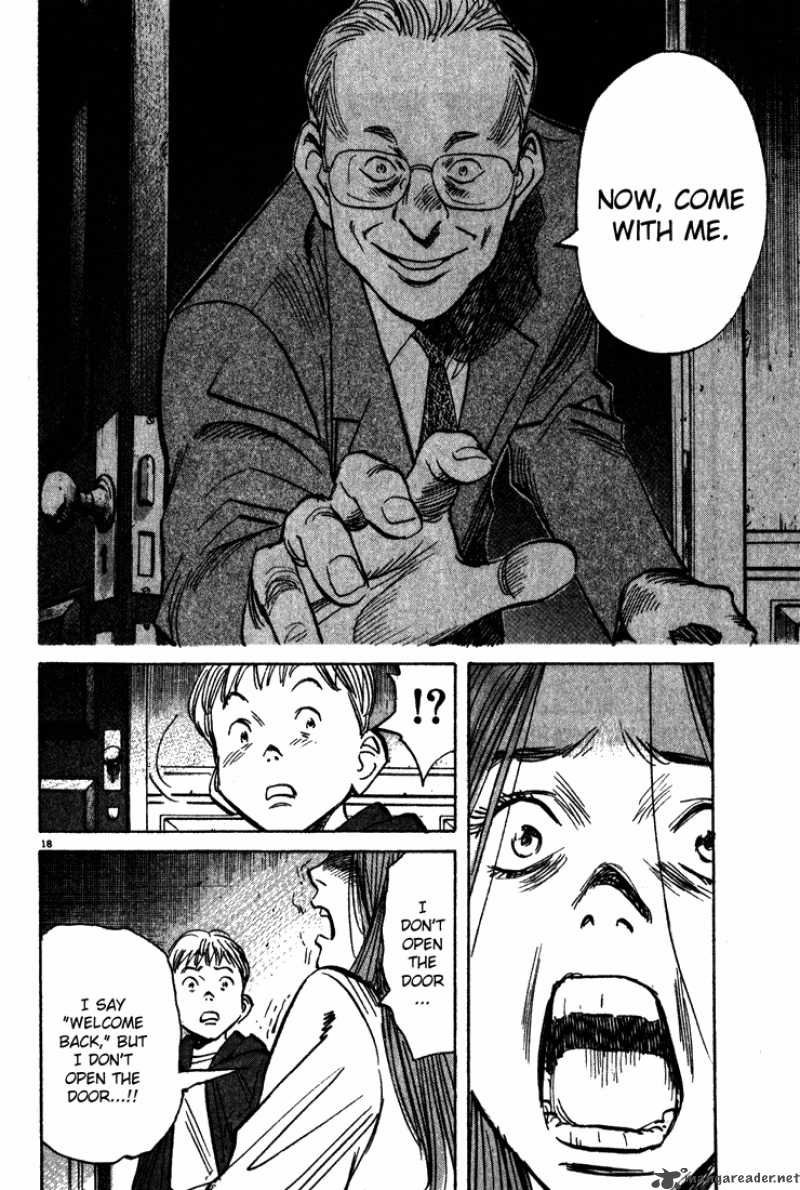 NOW, COME
WITH ME.
!?
18
I
DON'T
OPEN
THE
DOOR
...
I SAY
"WELCOME
BACK," BUT
I DON'T
OPEN THE
DOOR...!!
mangareader.net